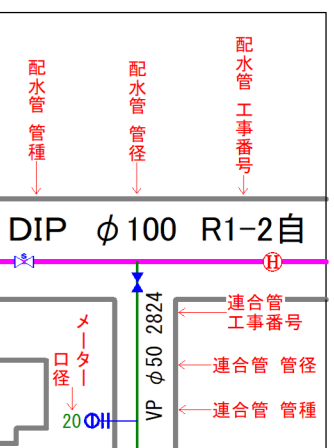 配水管 管種
配水管 管径
配水管 工事番号
DIP φ100 R1-2自
S
H
VP φ50 2824
連合管
工事番号
連合管 管径
連合管 管種
メーター
口径
20